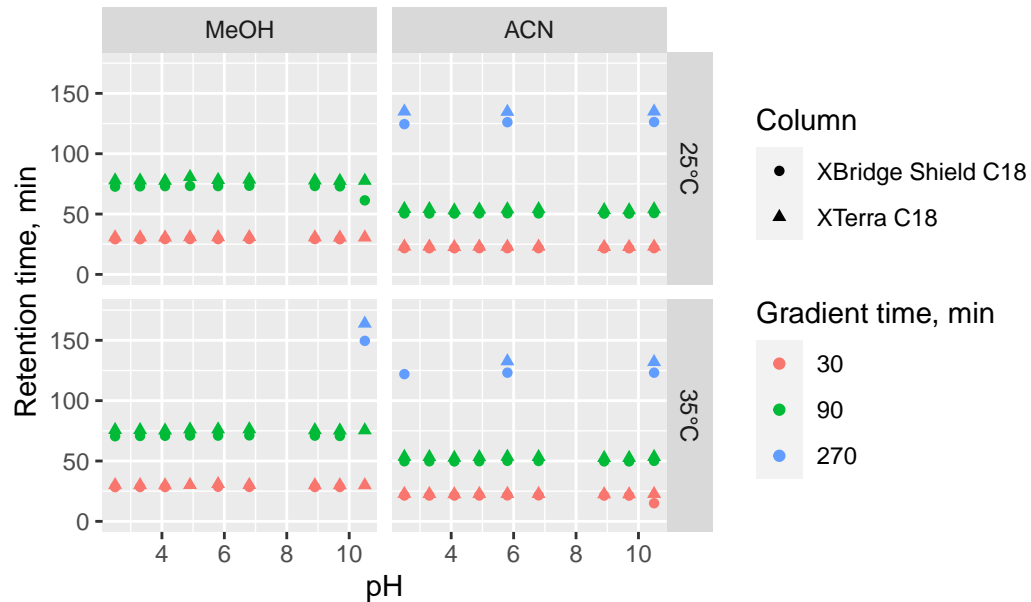 MeOH
ACN
150
100
50
0
25°C
150
100
50
0
35°C
4
6
8
10
4
6
8
10
pH
Retention time, min
Column
XBridge Shield C18
XTerra C18
Gradient time, min
30
90
270